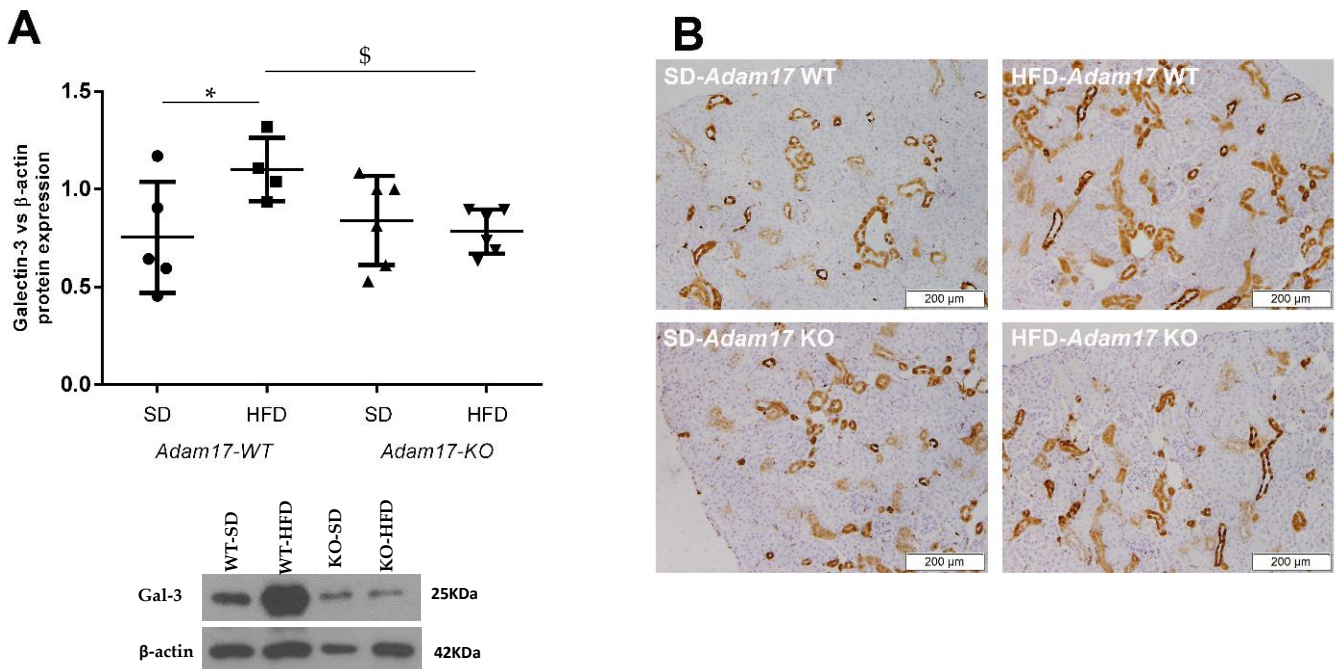 A
B
$
*
1.5
1.0
0.5
0.0
Galectin-3 vs β-actin
protein expression
SD HFD SD HFD
Adam17-WT Adam17-KO
WT-SD
WT-HFD
KO-SD
KO-HFD
Gal-3 25KDa
β-actin 42KDa
SD-Adam17 WT
200 µm
HFD-Adam17 WT
200 µm
SD-Adam17 KO
200 µm
HFD-Adam17 KO
200 µm